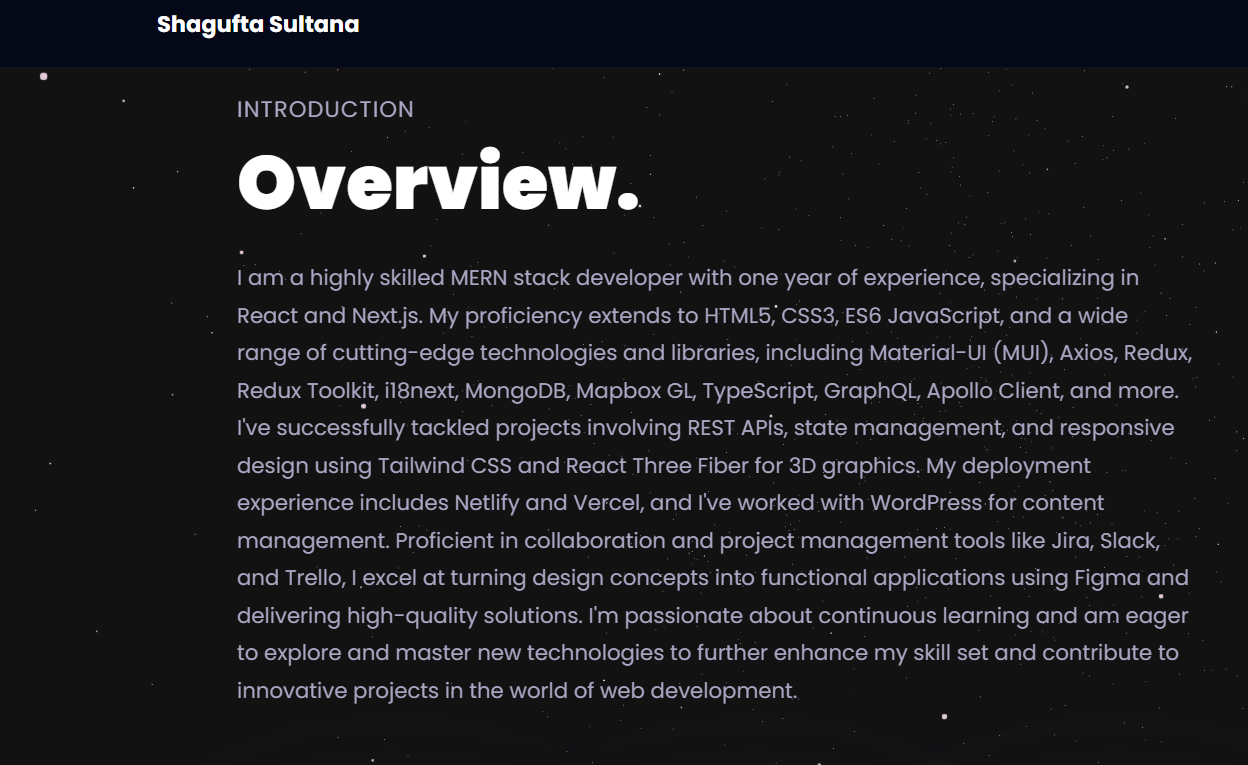 Shagufta Sultana
INTRODUCTION
Overview.
I am a highly skilled MERN stack developer with one year of experience, specializing in
React and Next.js. My proficiency extends to HTML5, CSS3, ES6 JavaScript, and a wide
range of cutting-edge technologies and libraries, including Material-UI (MUI), Axios, Redux,
Redux Toolkit, i18next, MongoDB, Mapbox GL, TypeScript, GraphQL, Apollo Client, and more.
I've successfully tackled projects involving REST APIs, state management, and responsive
design using Tailwind CSS and React Three Fiber for 3D graphics. My deployment
experience includes Netlify and Vercel, and I've worked with WordPress for content
management. Proficient in collaboration and project management tools like Jira, Slack,
and Trello, I excel at turning design concepts into functional applications using Figma and
delivering high-quality solutions. I'm passionate about continuous learning and am eager
to explore and master new technologies to further enhance my skill set and contribute to
innovative projects in the world of web development.